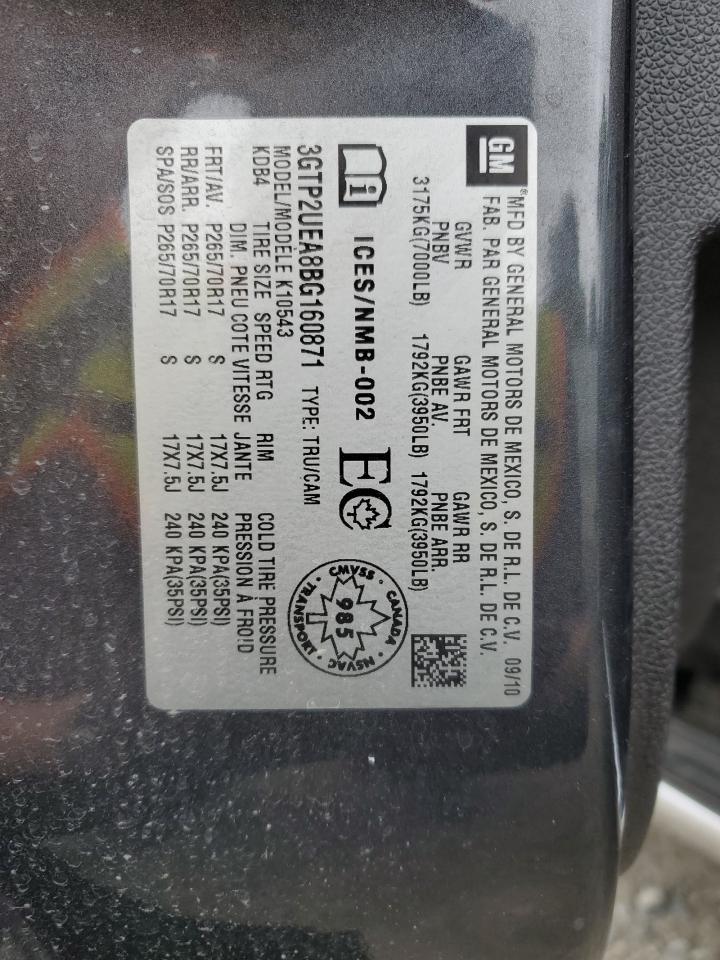 GM
MFD BY GENERAL MOTORS DE MEXICO, S. DE R.L. DE C.V. 09/10
FAB. PAR GENERAL MOTORS DE MEXICO, S. DE R.L. DE C.V.
GVWR GAWR FRT GAWR RR
PNBV PNBE AV. PNBE ARR.
3175KG(7000LB) 1792KG(3950LB) 1792KG(3950LB)
i ICES/NMB-002 EC
CMVSS · CANADA · NSVAC · TRANSPORT ·
985
3GTP2UEA8BG160871 TYPE: TRU/CAM
MODEL/MODÈLE K10543
KDB4 TIRE SIZE SPEED RTG RIM COLD TIRE PRESSURE
DIM. PNEU COTE VITESSE JANTE PRESSION À FROID
FRT/AV. P265/70R17 S 17X7.5J 240 KPA(35PSI)
RR/ARR. P265/70R17 S 17X7.5J 240 KPA(35PSI)
SPA/SOS P265/70R17 S 17X7.5J 240 KPA(35PSI)